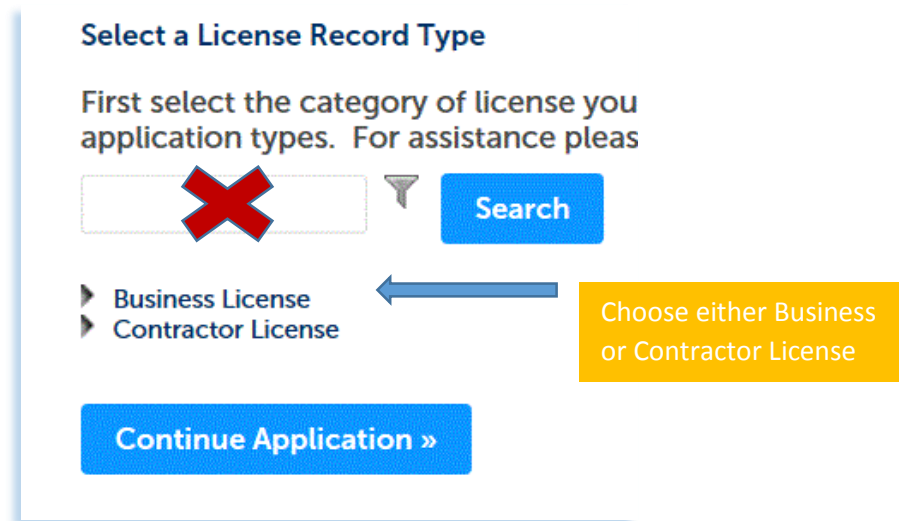 Select a License Record Type
First select the category of license you
application types. For assistance pleas
Search
Business License
Contractor License
Choose either Business
or Contractor License
Continue Application »